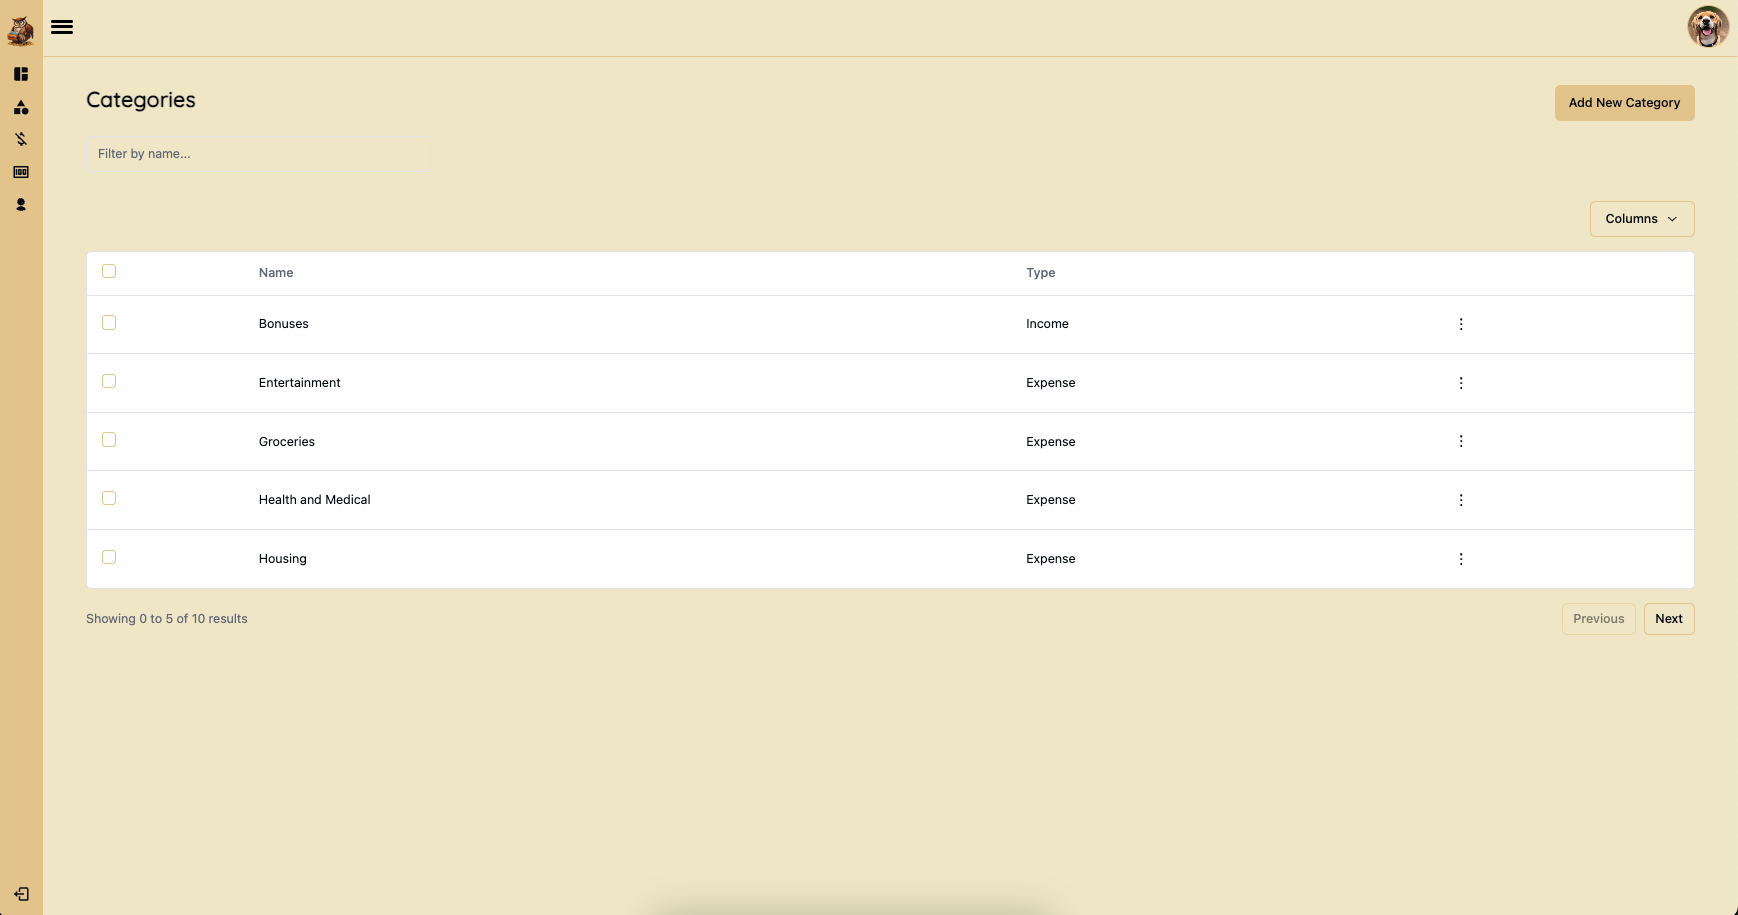 Categories
Add New Category
Filter by name...
Columns
Name Type
Bonuses Income
Entertainment Expense
Groceries Expense
Health and Medical Expense
Housing Expense
Showing 0 to 5 of 10 results
Previous Next